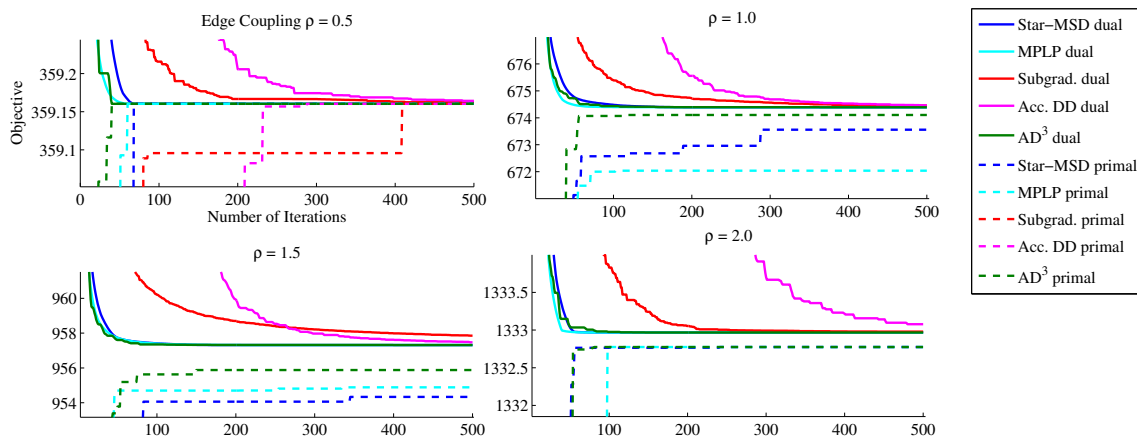 Edge Coupling ρ = 0.5
359.2
359.15
359.1
Objective
0 100 200 300 400 500
Number of Iterations
ρ = 1.0
676
675
674
673
672
100 200 300 400 500
ρ = 1.5
960
958
956
954
100 200 300 400 500
ρ = 2.0
1333.5
1333
1332.5
1332
100 200 300 400 500
Star−MSD dual
MPLP dual
Subgrad. dual
Acc. DD dual
AD³ dual
Star−MSD primal
MPLP primal
Subgrad. primal
Acc. DD primal
AD³ primal